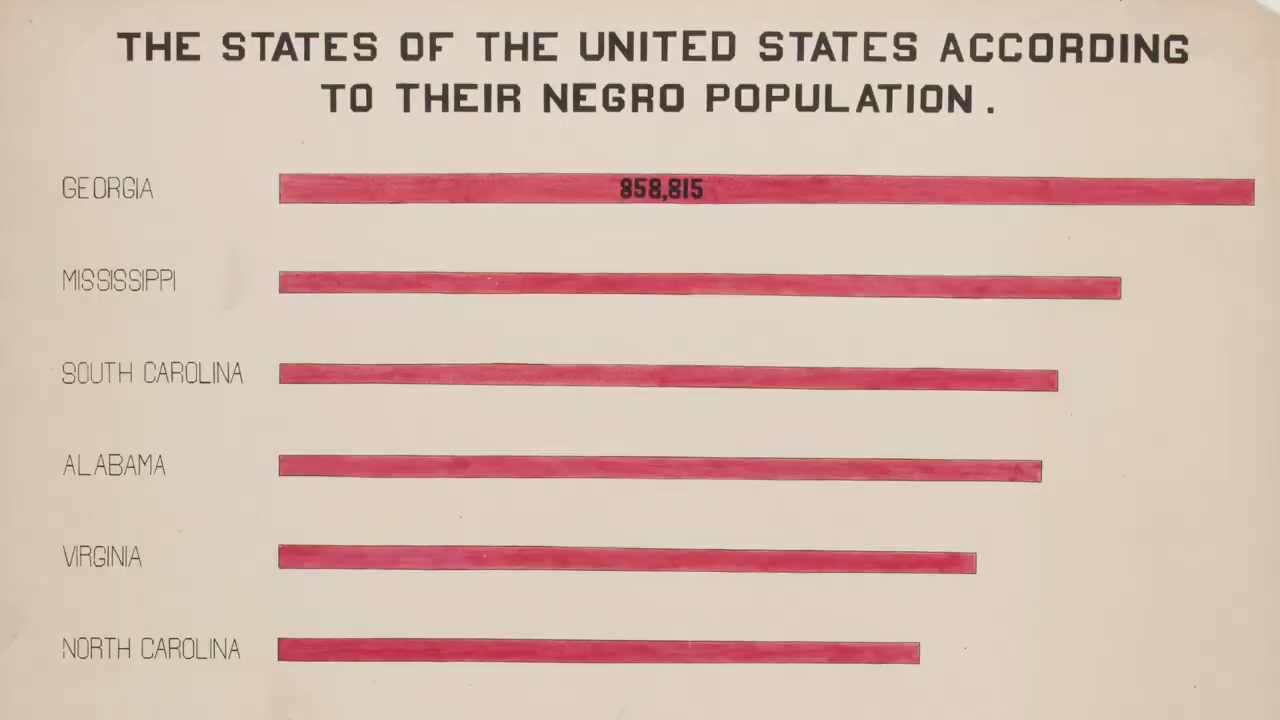 THE STATES OF THE UNITED STATES ACCORDING
TO THEIR NEGRO POPULATION.
GEORGIA
858,815
MISSISSIPPI
SOUTH CAROLINA
ALABAMA
VIRGINIA
NORTH CAROLINA